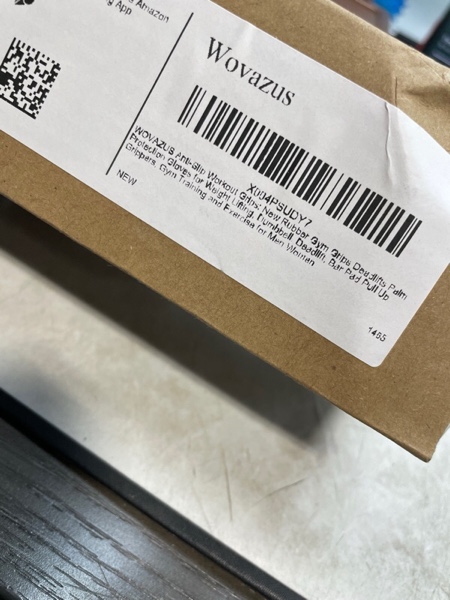 Amazon
App
Wovazus
X004PSUDY7
WOVAZUS Anti-Slip Workout Grips: New Rubber Gym Grips Deadlifts Palm
Protection Gloves for Weight Lifting, Dumbbell, Deadlift, Bar Pad Pull Up
Grippers, Gym Training and Exercise for Men Women
NEW
1465